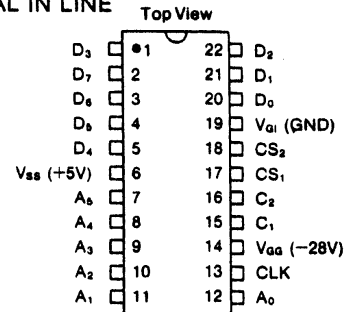 AL IN LINE
Top View
D₃ 1 22 D₂
D₇ 2 21 D₁
D₆ 3 20 D₀
D₅ 4 19 VGI (GND)
D₄ 5 18 CS₂
Vss (+5V) 6 17 CS₁
A₅ 7 16 C₂
A₄ 8 15 C₁
A₃ 9 14 VGG (−28V)
A₂ 10 13 CLK
A₁ 11 12 A₀